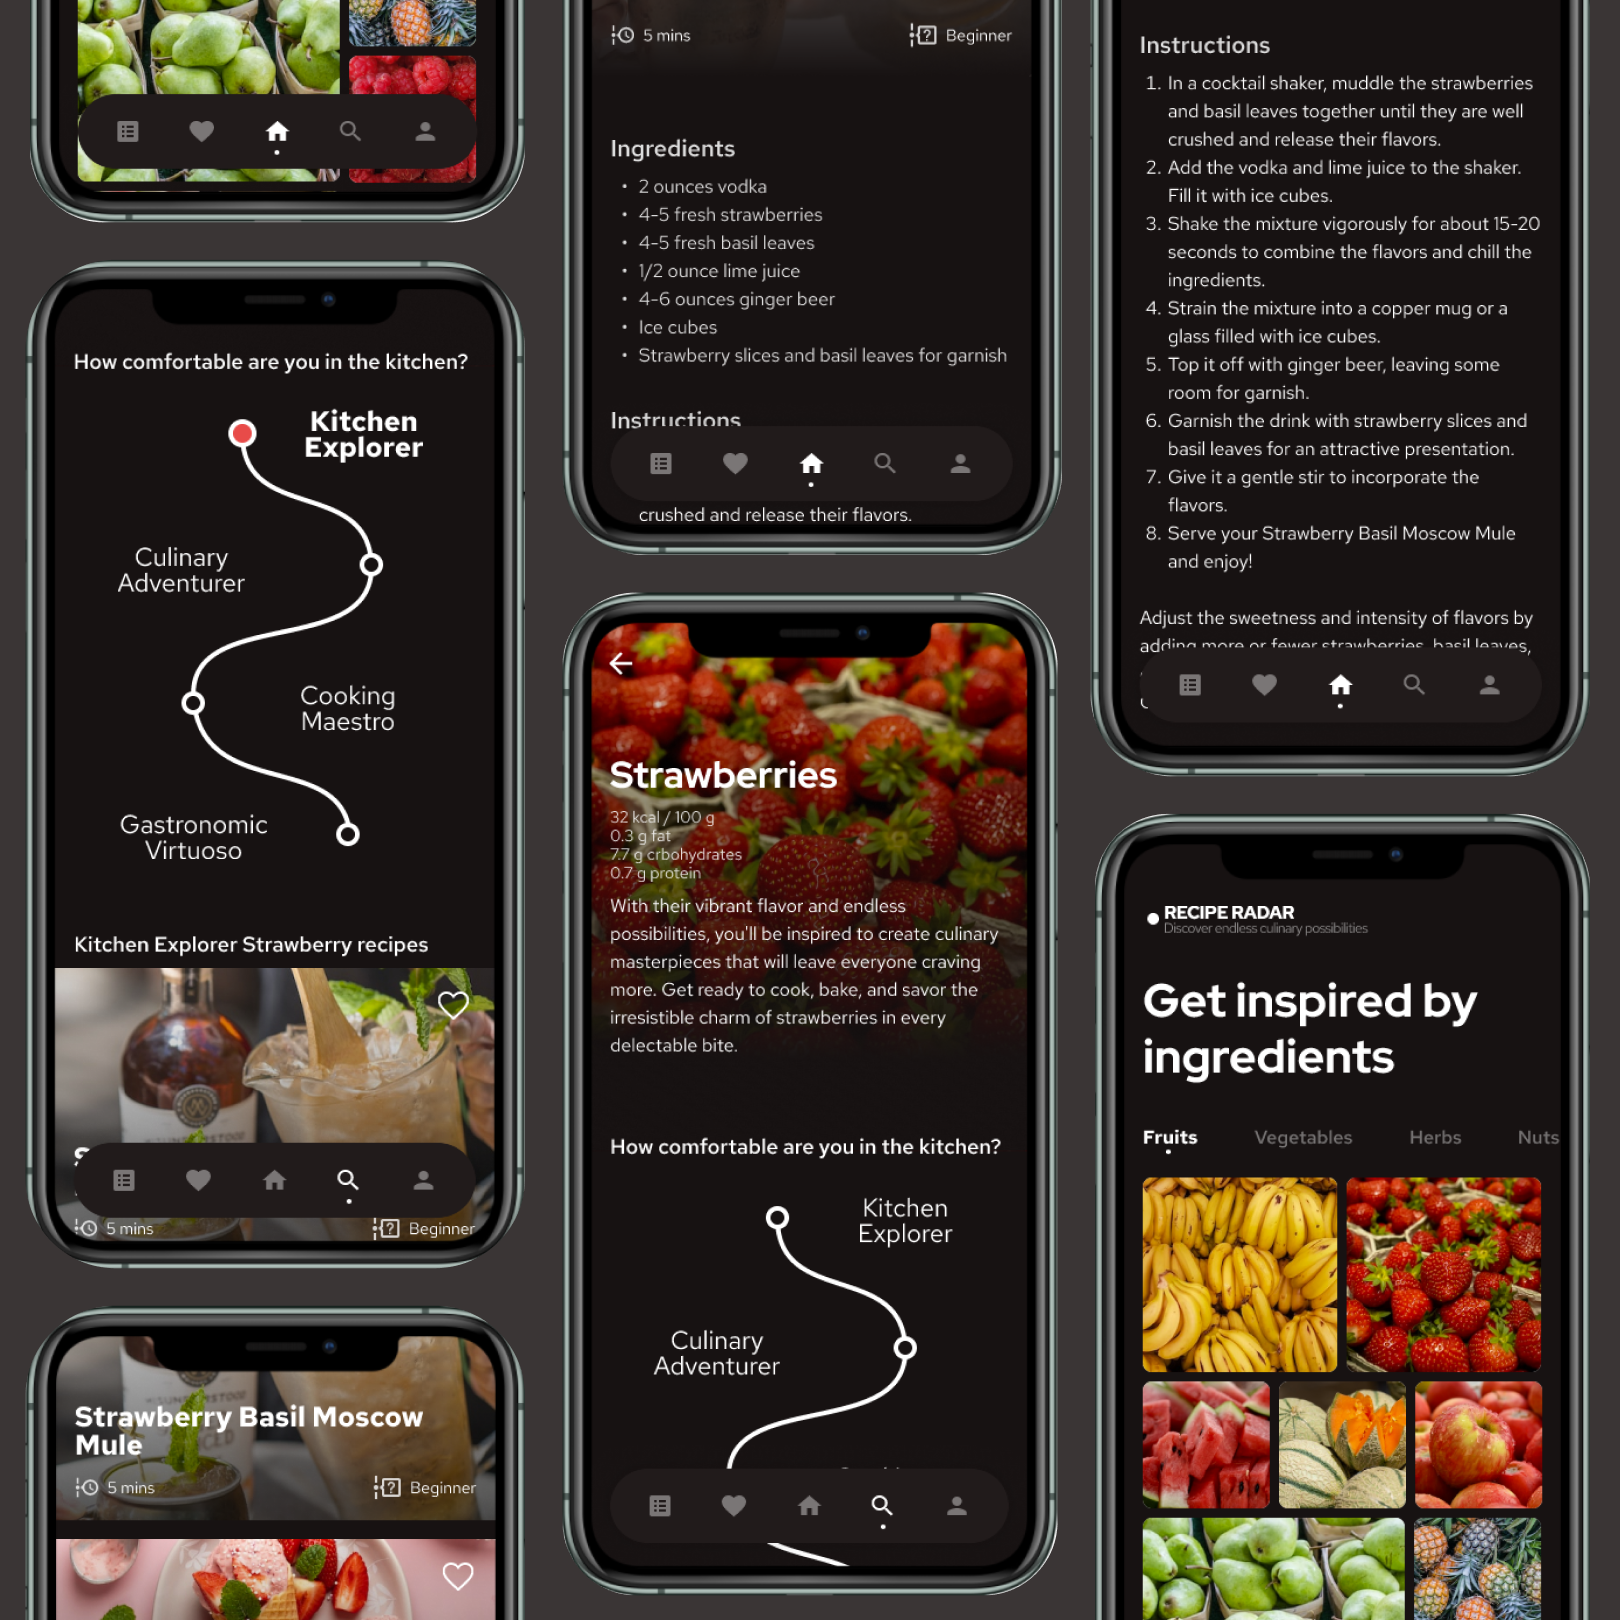 How comfortable are you in the kitchen?
Kitchen
Explorer
Culinary
Adventurer
Cooking
Maestro
Gastronomic
Virtuoso
Kitchen Explorer Strawberry recipes
5 mins
Beginner
Strawberry Basil Moscow
Mule
5 mins
Beginner
5 mins
Beginner
Ingredients
• 2 ounces vodka
• 4-5 fresh strawberries
• 4-5 fresh basil leaves
• 1/2 ounce lime juice
• 4-6 ounces ginger beer
• Ice cubes
• Strawberry slices and basil leaves for garnish
Instructions
crushed and release their flavors.
Strawberries
32 kcal / 100 g
0.3 g fat
7.7 g crbohydrates
0.7 g protein
With their vibrant flavor and endless
possibilities, you'll be inspired to create culinary
masterpieces that will leave everyone craving
more. Get ready to cook, bake, and savor the
irresistible charm of strawberries in every
delectable bite.
How comfortable are you in the kitchen?
Kitchen
Explorer
Culinary
Adventurer
Instructions
1. In a cocktail shaker, muddle the strawberries
and basil leaves together until they are well
crushed and release their flavors.
2. Add the vodka and lime juice to the shaker.
Fill it with ice cubes.
3. Shake the mixture vigorously for about 15-20
seconds to combine the flavors and chill the
ingredients.
4. Strain the mixture into a copper mug or a
glass filled with ice cubes.
5. Top it off with ginger beer, leaving some
room for garnish.
6. Garnish the drink with strawberry slices and
basil leaves for an attractive presentation.
7. Give it a gentle stir to incorporate the
flavors.
8. Serve your Strawberry Basil Moscow Mule
and enjoy!
Adjust the sweetness and intensity of flavors by
adding more or fewer strawberries, basil leaves,
RECIPE RADAR
Discover endless culinary possibilities
Get inspired by
ingredients
Fruits
Vegetables
Herbs
Nuts